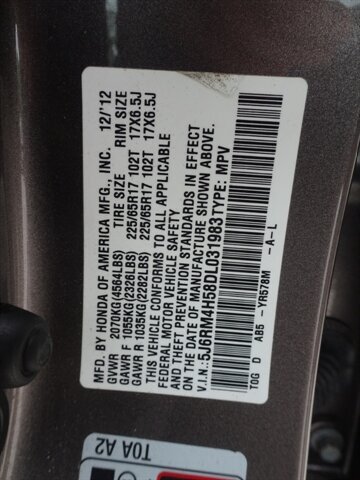 MFD. BY HONDA OF AMERICA MFG., INC. 12/'12
TIRE SIZE RIM SIZE
GVWR 2070KG(4564LBS)
GAWR F 1055KG(2326LBS) 225/65R17 102T 17X6.5J
GAWR R 1035KG(2282LBS) 225/65R17 102T 17X6.5J
THIS VEHICLE CONFORMS TO ALL APPLICABLE
FEDERAL MOTOR VEHICLE SAFETY
AND THEFT PREVENTION STANDARDS IN EFFECT
ON THE DATE OF MANUFACTURE SHOWN ABOVE.
V.I.N.: 5J6RM4H58DL031983 TYPE: MPV
TOG D AB5 -YR578M -A-L
TOA A2